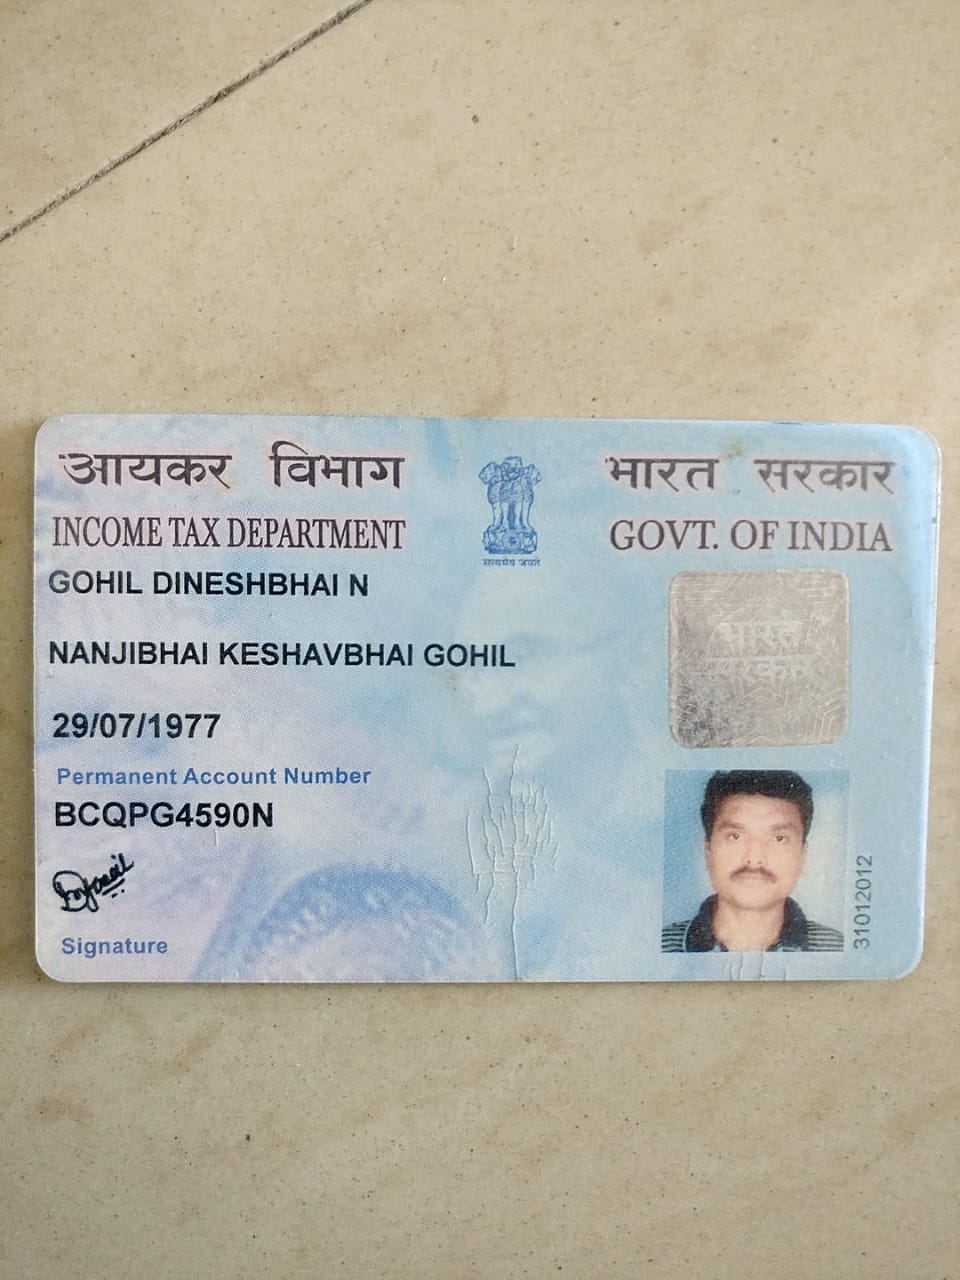 आयकर विभाग
INCOME TAX DEPARTMENT
भारत सरकार
GOVT. OF INDIA
सत्यमेव जयते
GOHIL DINESHBHAI N
NANJIBHAI KESHAVBHAI GOHIL
29/07/1977
Permanent Account Number
BCQPG4590N
Signature
भारत
सरकार
31012012